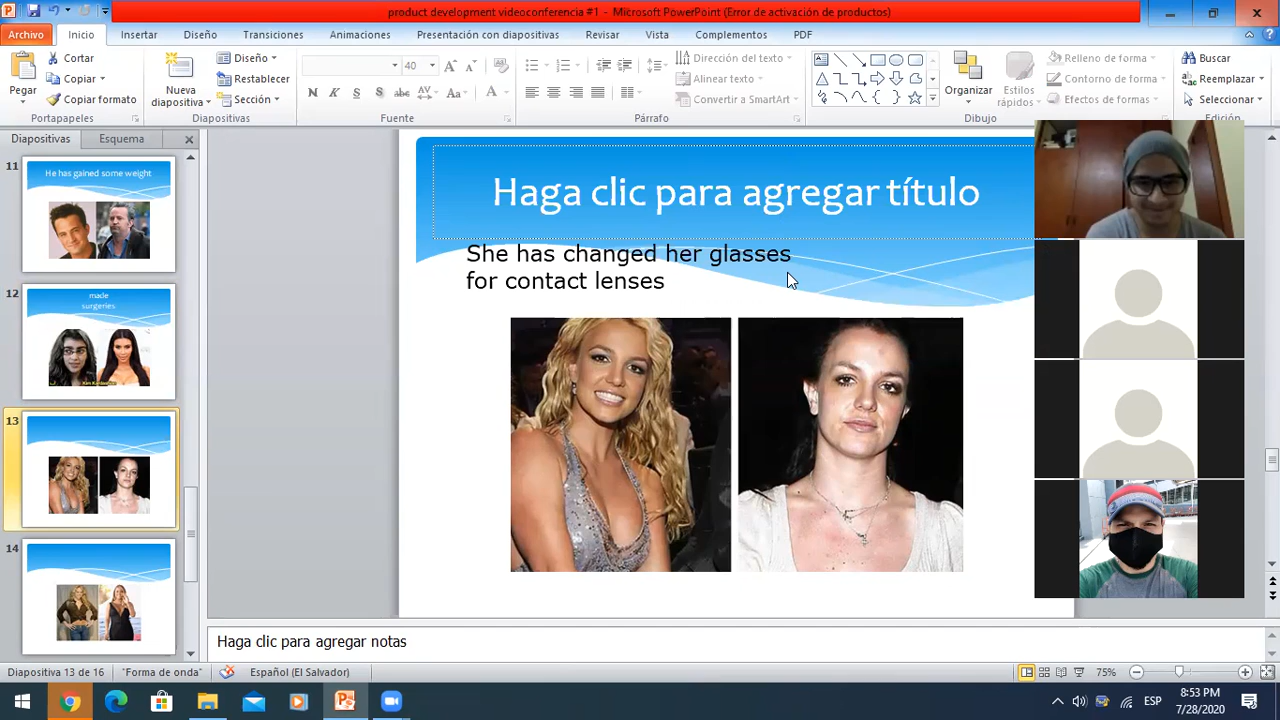 product development videoconferencia #1 - Microsoft PowerPoint (Error de activación de productos)
Archivo Inicio Insertar Diseño Transiciones Animaciones Presentación con diapositivas Revisar Vista Complementos PDF
Pegar
Cortar
Copiar
Copiar formato
Portapapeles
Nueva diapositiva
Diseño
Restablecer
Sección
Diapositivas
40
N K S S abc AV Aa A
Fuente
Dirección del texto
Alinear texto
Convertir a SmartArt
Párrafo
Organizar
Estilos rápidos
Relleno de forma
Contorno de forma
Efectos de formas
Dibujo
Buscar
Reemplazar
Seleccionar
Edición
Diapositivas Esquema
11
He has gained some weight
12
made
surgeries
13
14
Haga clic para agregar título
She has changed her glasses
for contact lenses
Haga clic para agregar notas
Diapositiva 13 de 16 "Forma de onda" Español (El Salvador) 75%
ESP
8:53 PM
7/28/2020